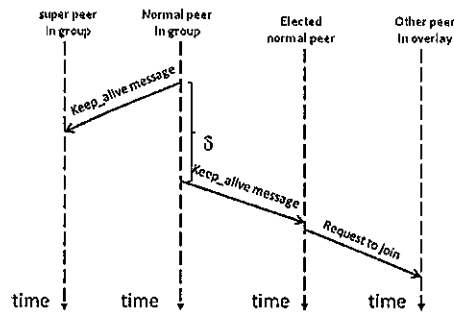 super peer
in group
Normal peer
in group
Elected
normal peer
Other peer
in overlay
Keep_alive message
δ
Keep_alive message
Request to join
time
time
time
time